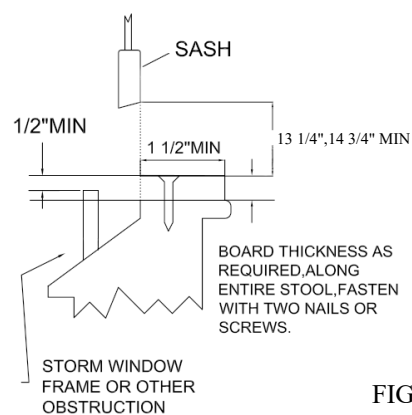 SASH
1/2"MIN
1 1/2"MIN
13 1/4",14 3/4" MIN
BOARD THICKNESS AS
REQUIRED,ALONG
ENTIRE STOOL,FASTEN
WITH TWO NAILS OR
SCREWS.
STORM WINDOW
FRAME OR OTHER
OBSTRUCTION
FIG